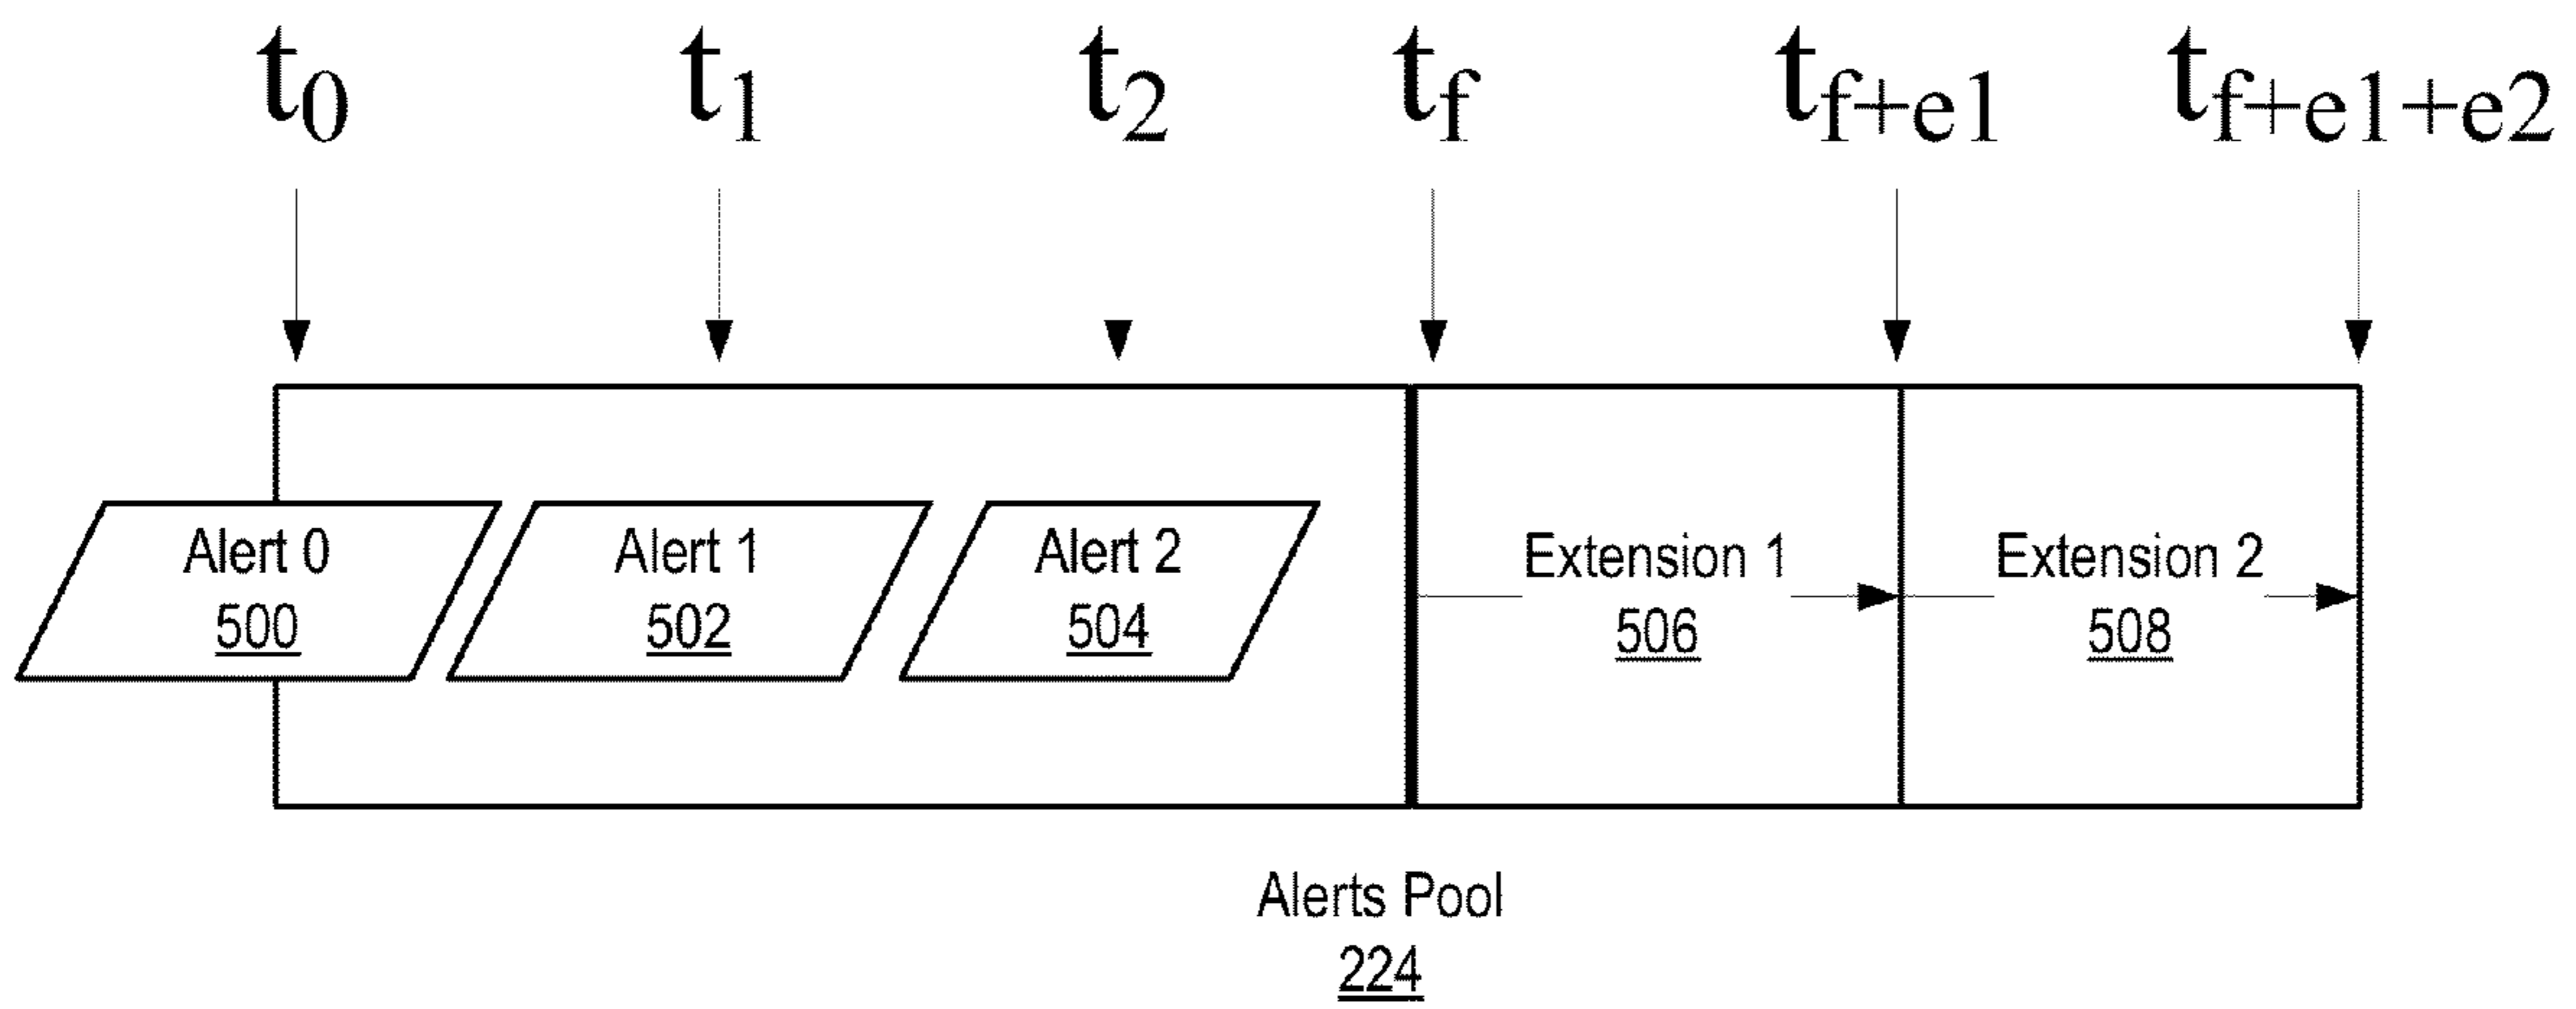 t0 t1 t2 tf tf+e1 tf+e1+e2
Alert 0 Alert 1 Alert 2 Extension 1 Extension 2
500 502 504 506 508
Alerts Pool
224